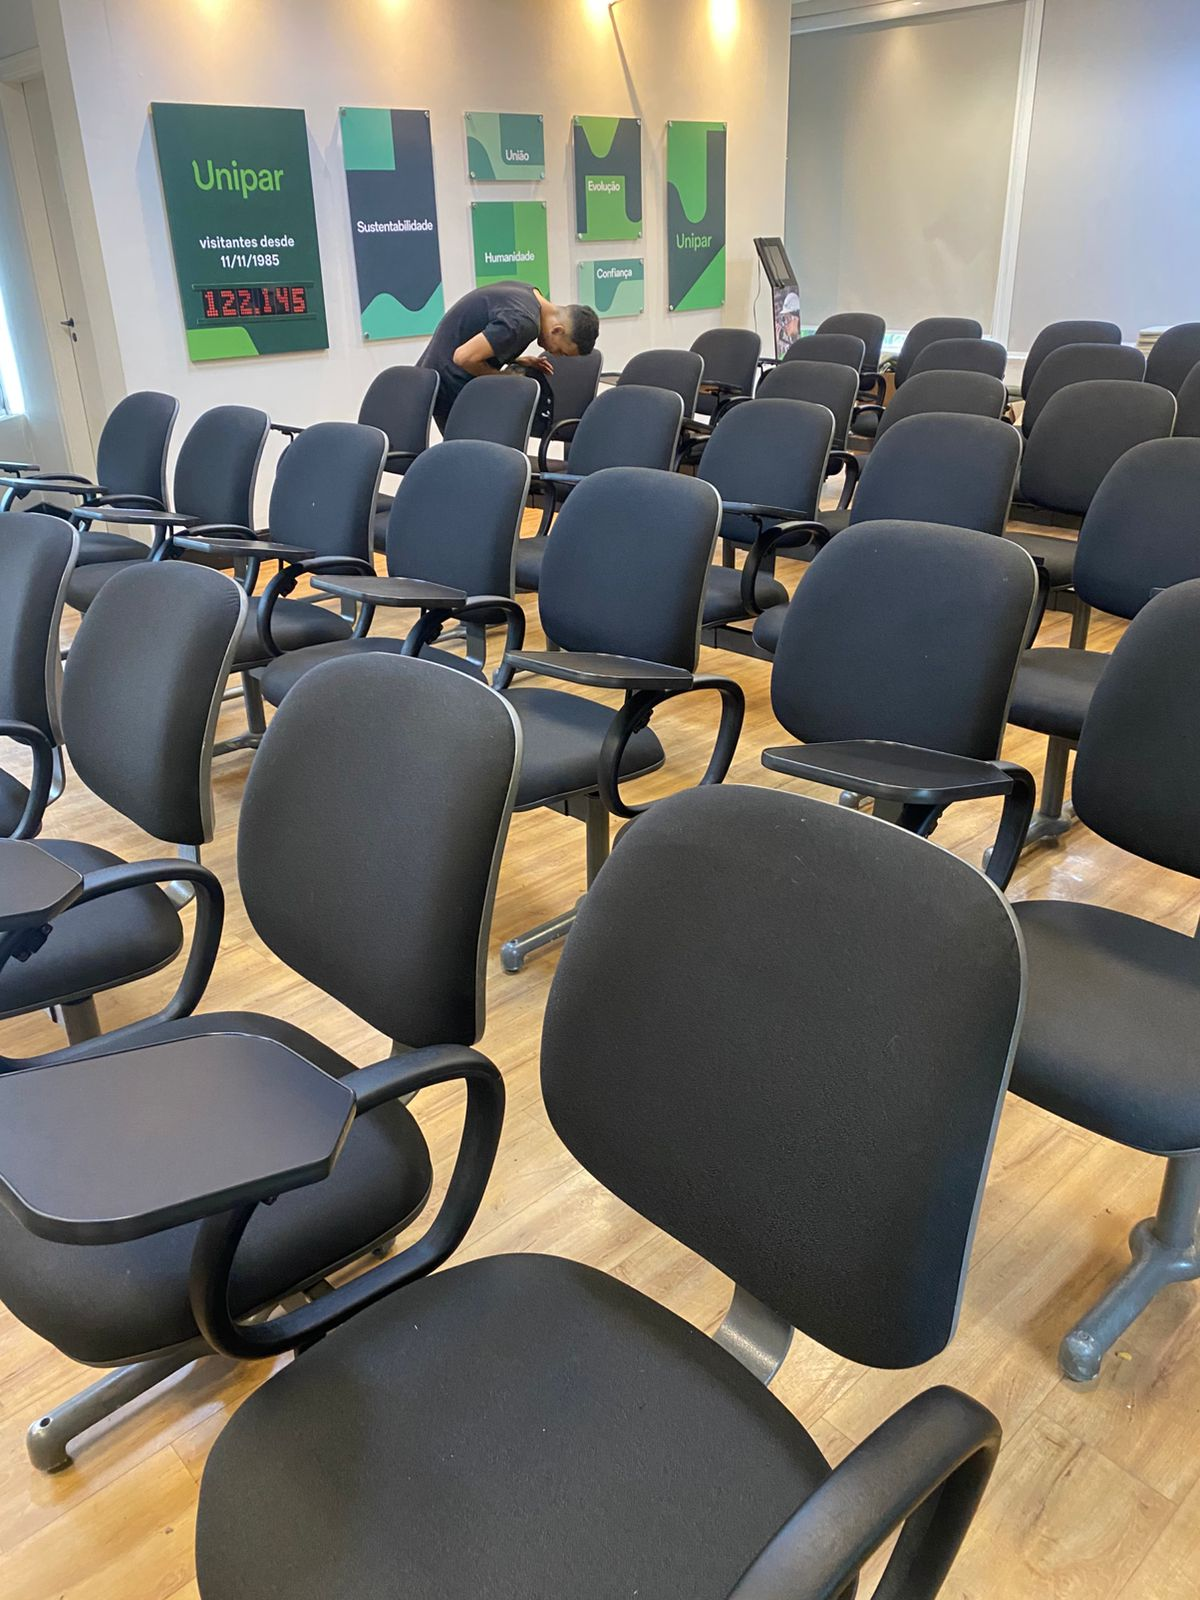 Unipar
visitantes desde
11/11/1985
122.145
Sustentabilidade
União
Humanidade
Evolução
Confiança
Unipar